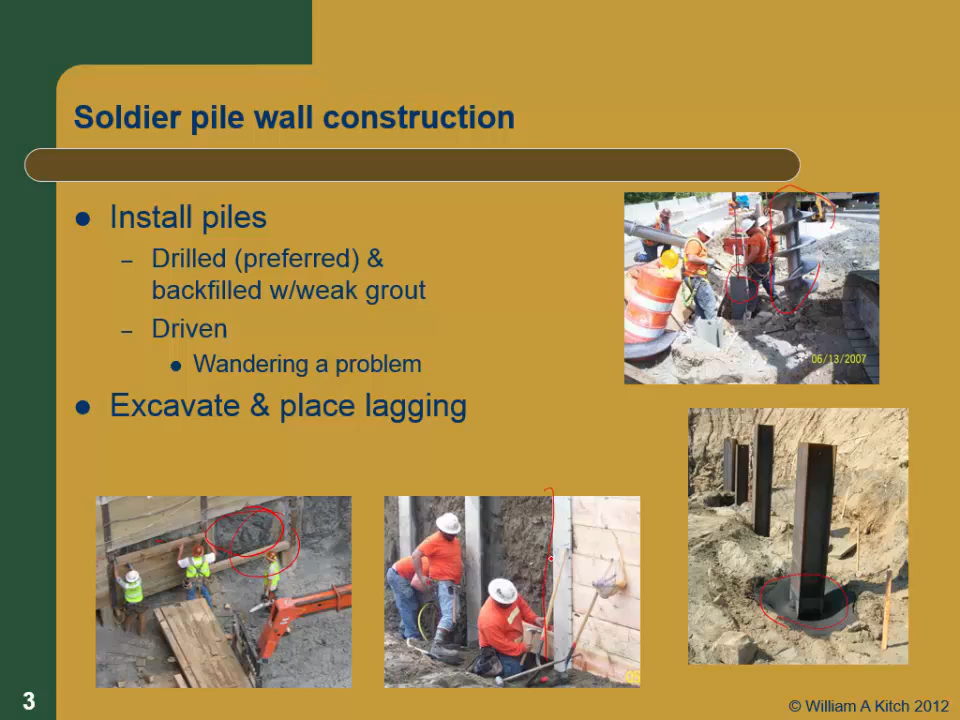 Soldier pile wall construction
Install piles
– Drilled (preferred) &
backfilled w/weak grout
– Driven
Wandering a problem
Excavate & place lagging
06/13/2007
05
3
© William A Kitch 2012